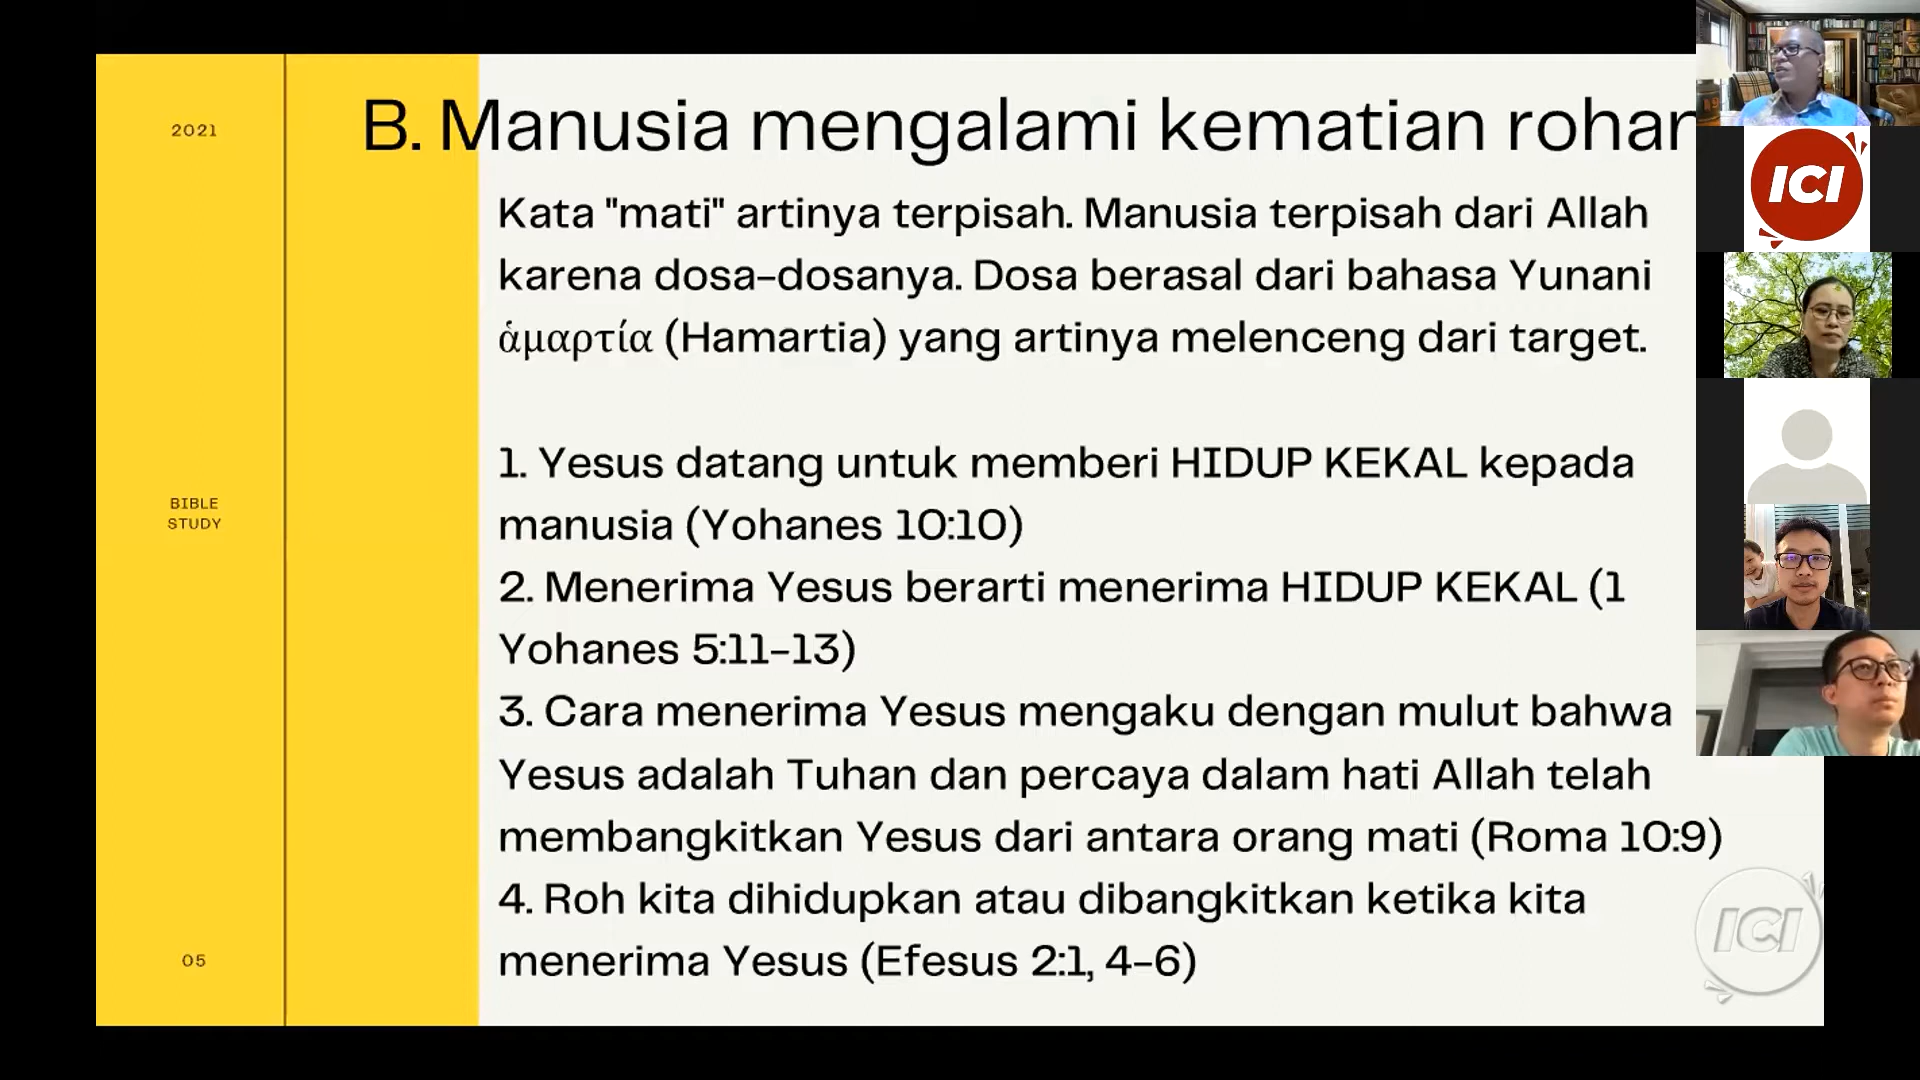 2021
BIBLE
STUDY
05
B. Manusia mengalami kematian rohan
Kata "mati" artinya terpisah. Manusia terpisah dari Allah
karena dosa-dosanya. Dosa berasal dari bahasa Yunani
ἁμαρτία (Hamartia) yang artinya melenceng dari target.
1. Yesus datang untuk memberi HIDUP KEKAL kepada
manusia (Yohanes 10:10)
2. Menerima Yesus berarti menerima HIDUP KEKAL (1
Yohanes 5:11-13)
3. Cara menerima Yesus mengaku dengan mulut bahwa
Yesus adalah Tuhan dan percaya dalam hati Allah telah
membangkitkan Yesus dari antara orang mati (Roma 10:9)
4. Roh kita dihidupkan atau dibangkitkan ketika kita
menerima Yesus (Efesus 2:1, 4-6)
ICI
ICI